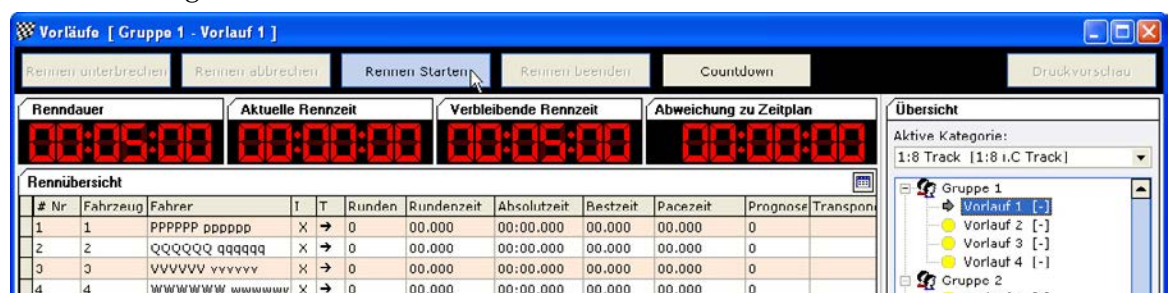 Vorläufe [ Gruppe 1 - Vorlauf 1 ]
Rennen unterbrechen Rennen abbrechen Rennen Starten Rennen beenden Countdown Druckvorschau
Renndauer Aktuelle Rennzeit Verbleibende Rennzeit Abweichung zu Zeitplan Übersicht
00:05:00 00:00:00 00:05:00 00:00:00
Aktive Kategorie:
1:8 Track [1:8 I.C Track]
Rennübersicht
# Nr Fahrzeug Fahrer I T Runden Rundenzeit Absolutzeit Bestzeit Pacezeit Prognose Transpon
1 1 PPPPPP pppppp X → 0 00.000 00:00.000 00.000 00.000 0
2 2 QQQQQQ qqqqqq X → 0 00.000 00:00.000 00.000 00.000 0
3 3 VVVVVV vvvvvv X → 0 00.000 00:00.000 00.000 00.000 0
4 4 WWWWWW wwwwww X → 0 00.000 00:00.000 00.000 00.000 0
Gruppe 1
Vorlauf 1 [-]
Vorlauf 2 [-]
Vorlauf 3 [-]
Vorlauf 4 [-]
Gruppe 2